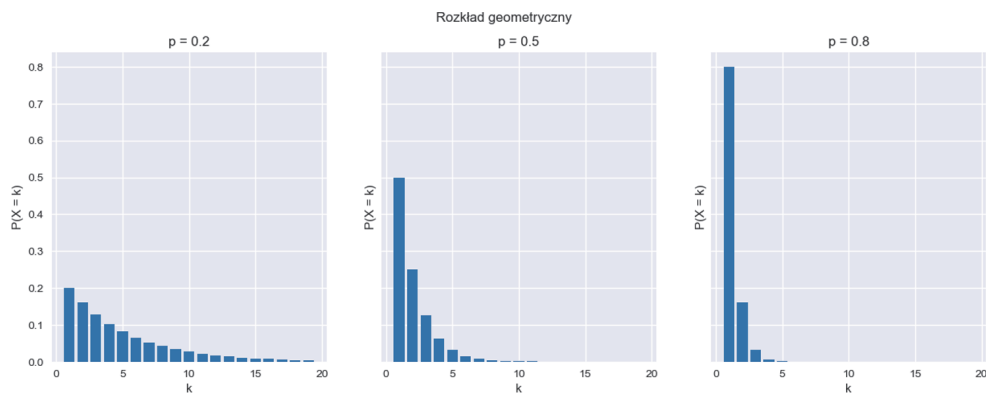 Rozkład geometryczny
p = 0.2
p = 0.5
p = 0.8
P(X = k)
0.8
0.7
0.6
0.5
0.4
0.3
0.2
0.1
0.0
0 5 10 15 20
k
P(X = k)
0 5 10 15 20
k
P(X = k)
0 5 10 15 20
k